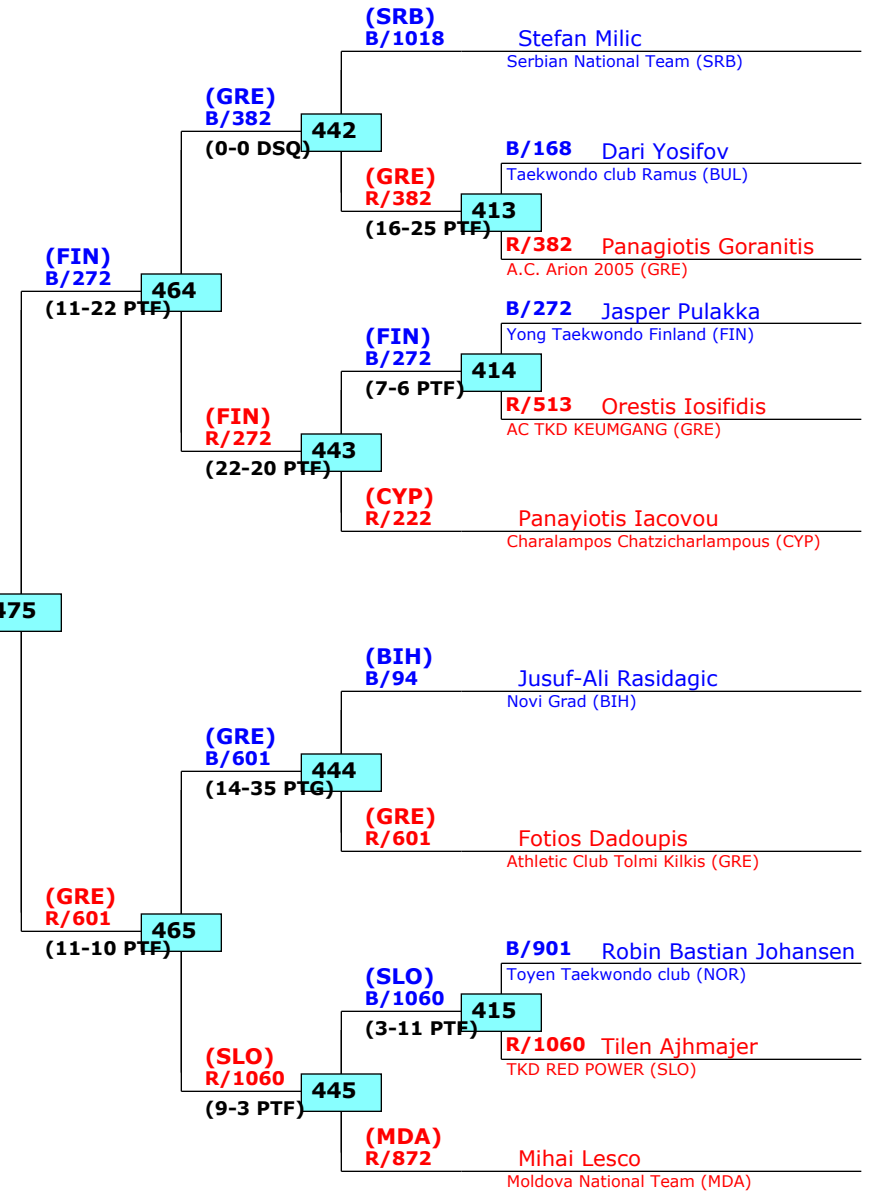 (SRB)
B/1018
Stefan Milic
Serbian National Team (SRB)
(GRE)
B/382
(0-0 DSQ)
442
B/168
Dari Yosifov
Taekwondo club Ramus (BUL)
(GRE)
R/382
(16-25 PTF)
413
R/382
Panagiotis Goranitis
A.C. Arion 2005 (GRE)
(FIN)
B/272
(11-22 PTF)
464
B/272
Jasper Pulakka
Yong Taekwondo Finland (FIN)
(FIN)
B/272
(7-6 PTF)
414
R/513
Orestis Iosifidis
AC TKD KEUMGANG (GRE)
(FIN)
R/272
(22-20 PTF)
443
(CYP)
R/222
Panayiotis Iacovou
Charalampos Chatzicharlampous (CYP)
475
(BIH)
B/94
Jusuf-Ali Rasidagic
Novi Grad (BIH)
(GRE)
B/601
(14-35 PTG)
444
(GRE)
R/601
Fotios Dadoupis
Athletic Club Tolmi Kilkis (GRE)
(GRE)
R/601
(11-10 PTF)
465
B/901
Robin Bastian Johansen
Toyen Taekwondo club (NOR)
(SLO)
B/1060
(3-11 PTF)
415
R/1060
Tilen Ajhmajer
TKD RED POWER (SLO)
(SLO)
R/1060
(9-3 PTF)
445
(MDA)
R/872
Mihai Lesco
Moldova National Team (MDA)